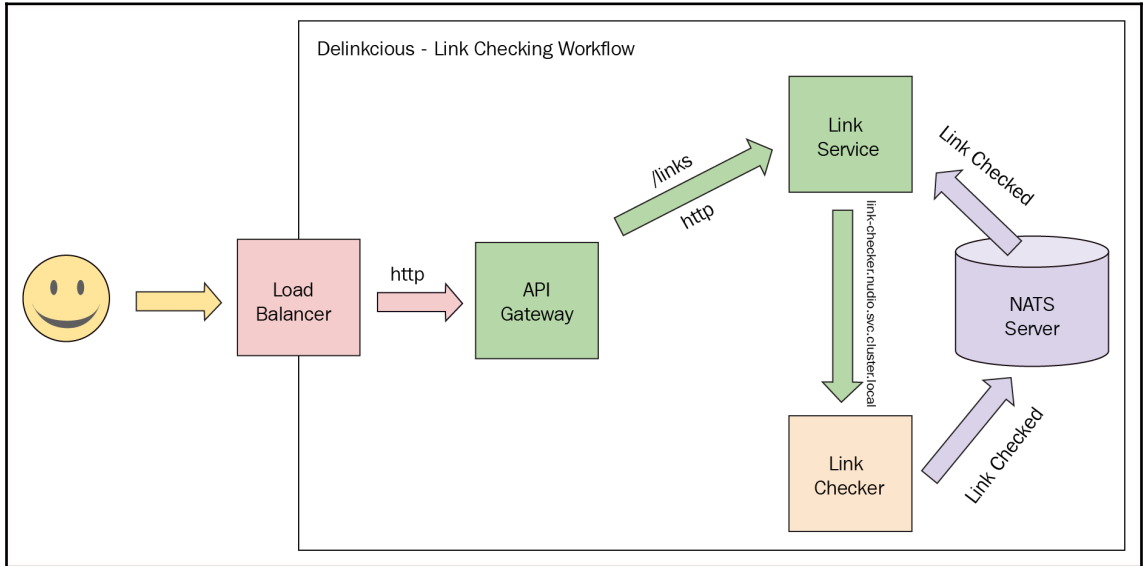 Delinkcious - Link Checking Workflow
Load
Balancer
http
API
Gateway
/links
http
Link
Service
link-checker.nudio.svc.cluster.local
Link Checked
NATS
Server
Link
Checker
Link Checked